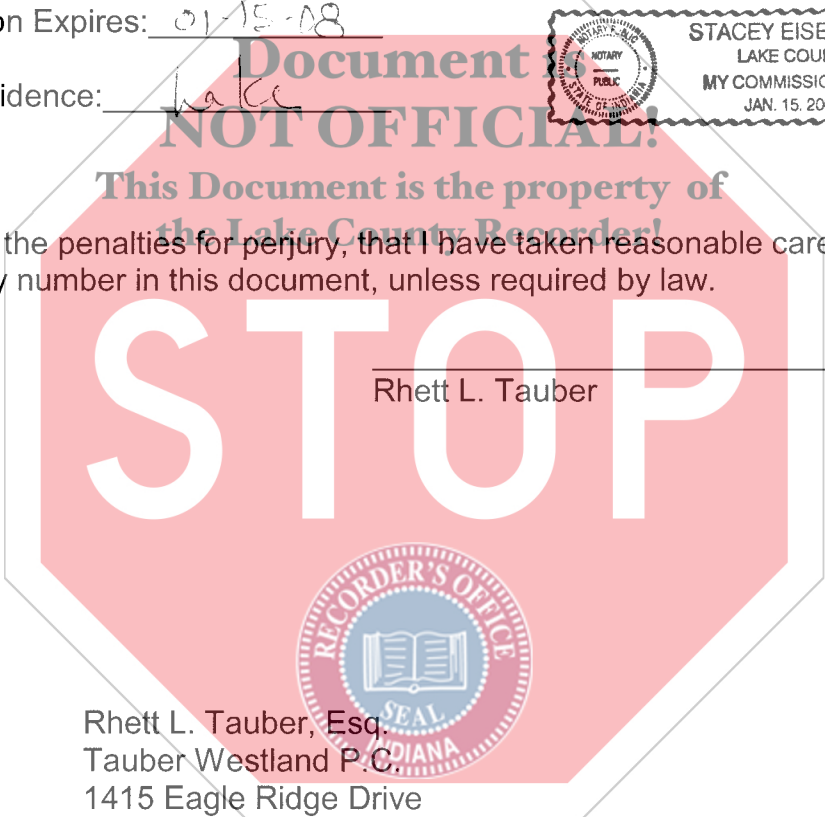 on Expires: 01-15-08
STACEY EISE
LAKE COU
MY COMMISSIO
JAN. 15, 20
NOTARY PUBLIC
NOTARY
PUBLIC
STATE OF INDIANA
idence: Lake
Document is
NOT OFFICIAL!
This Document is the property of
the Lake County Recorder!
the penalties for perjury, that I have taken reasonable care
y number in this document, unless required by law.
STOP
Rhett L. Tauber
RECORDER'S OFFICE
SEAL
INDIANA
Rhett L. Tauber, Esq.
Tauber Westland P.C.
1415 Eagle Ridge Drive